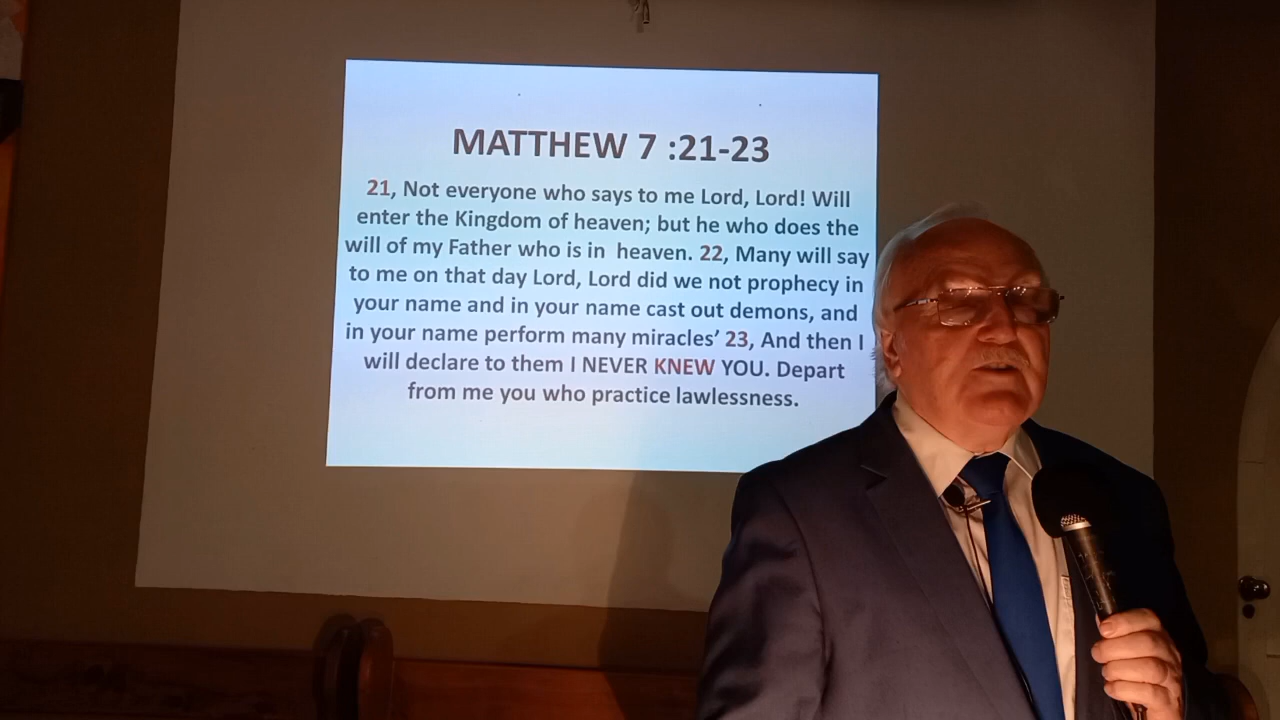 MATTHEW 7 :21-23
21, Not everyone who says to me Lord, Lord! Will
enter the Kingdom of heaven; but he who does the
will of my Father who is in  heaven. 22, Many will say
to me on that day Lord, Lord did we not prophecy in
your name and in your name cast out demons, and
in your name perform many miracles’ 23, And then I
will declare to them I NEVER KNEW YOU. Depart
from me you who practice lawlessness.